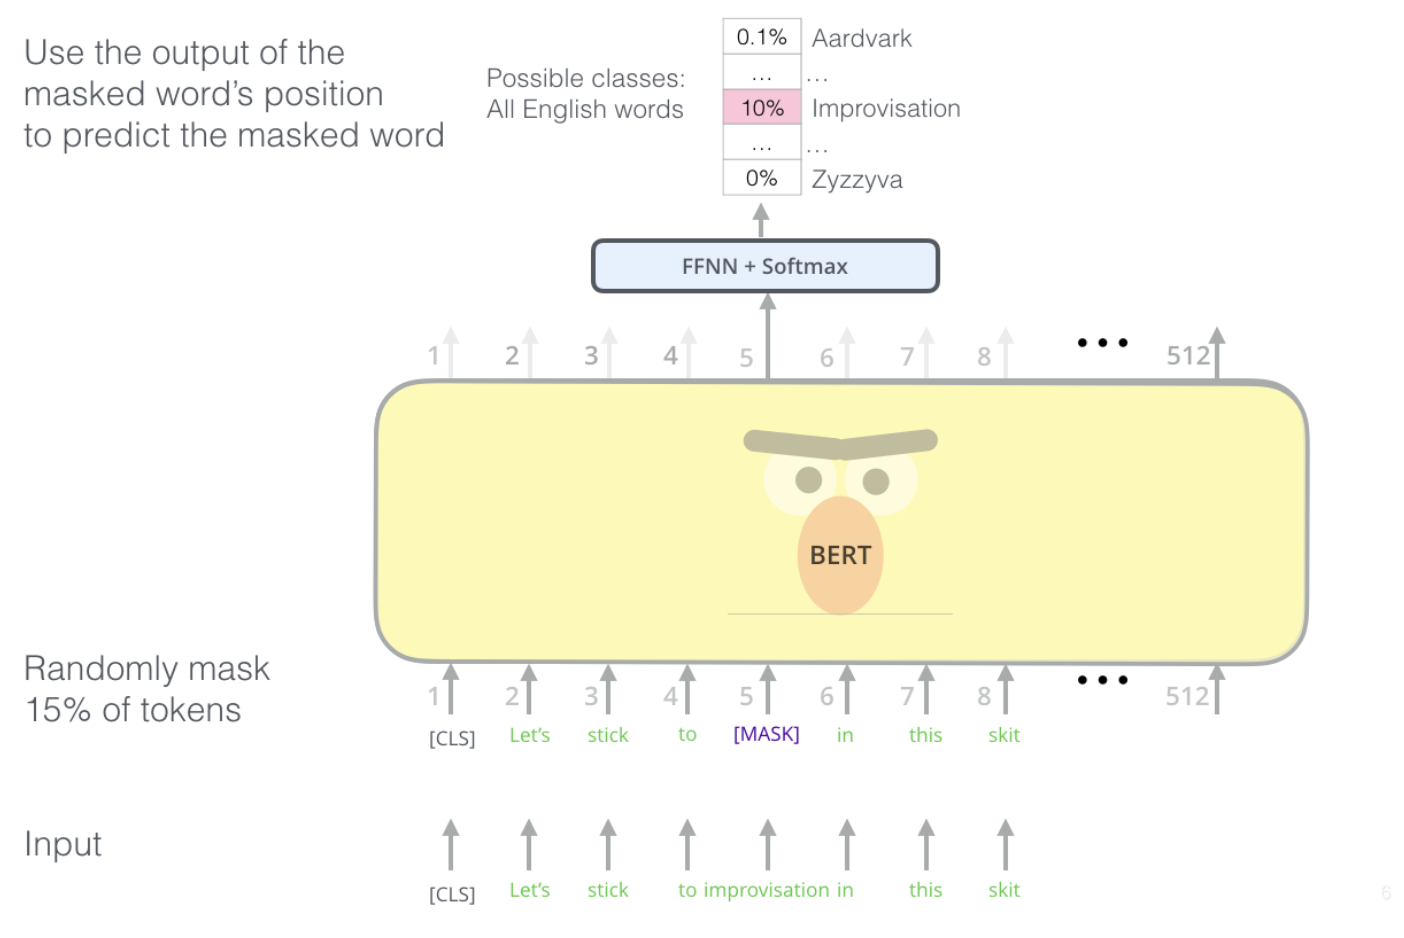 Use the output of the
masked word's position
to predict the masked word
Possible classes:
All English words
0.1% Aardvark
... ...
10% Improvisation
... ...
0% Zyzzyva
FFNN + Softmax
1 2 3 4 5 6 7 8 ••• 512
BERT
Randomly mask
15% of tokens
1 2 3 4 5 6 7 8 ••• 512
[CLS] Let's stick to [MASK] in this skit
Input
[CLS] Let's stick to improvisation in this skit
6